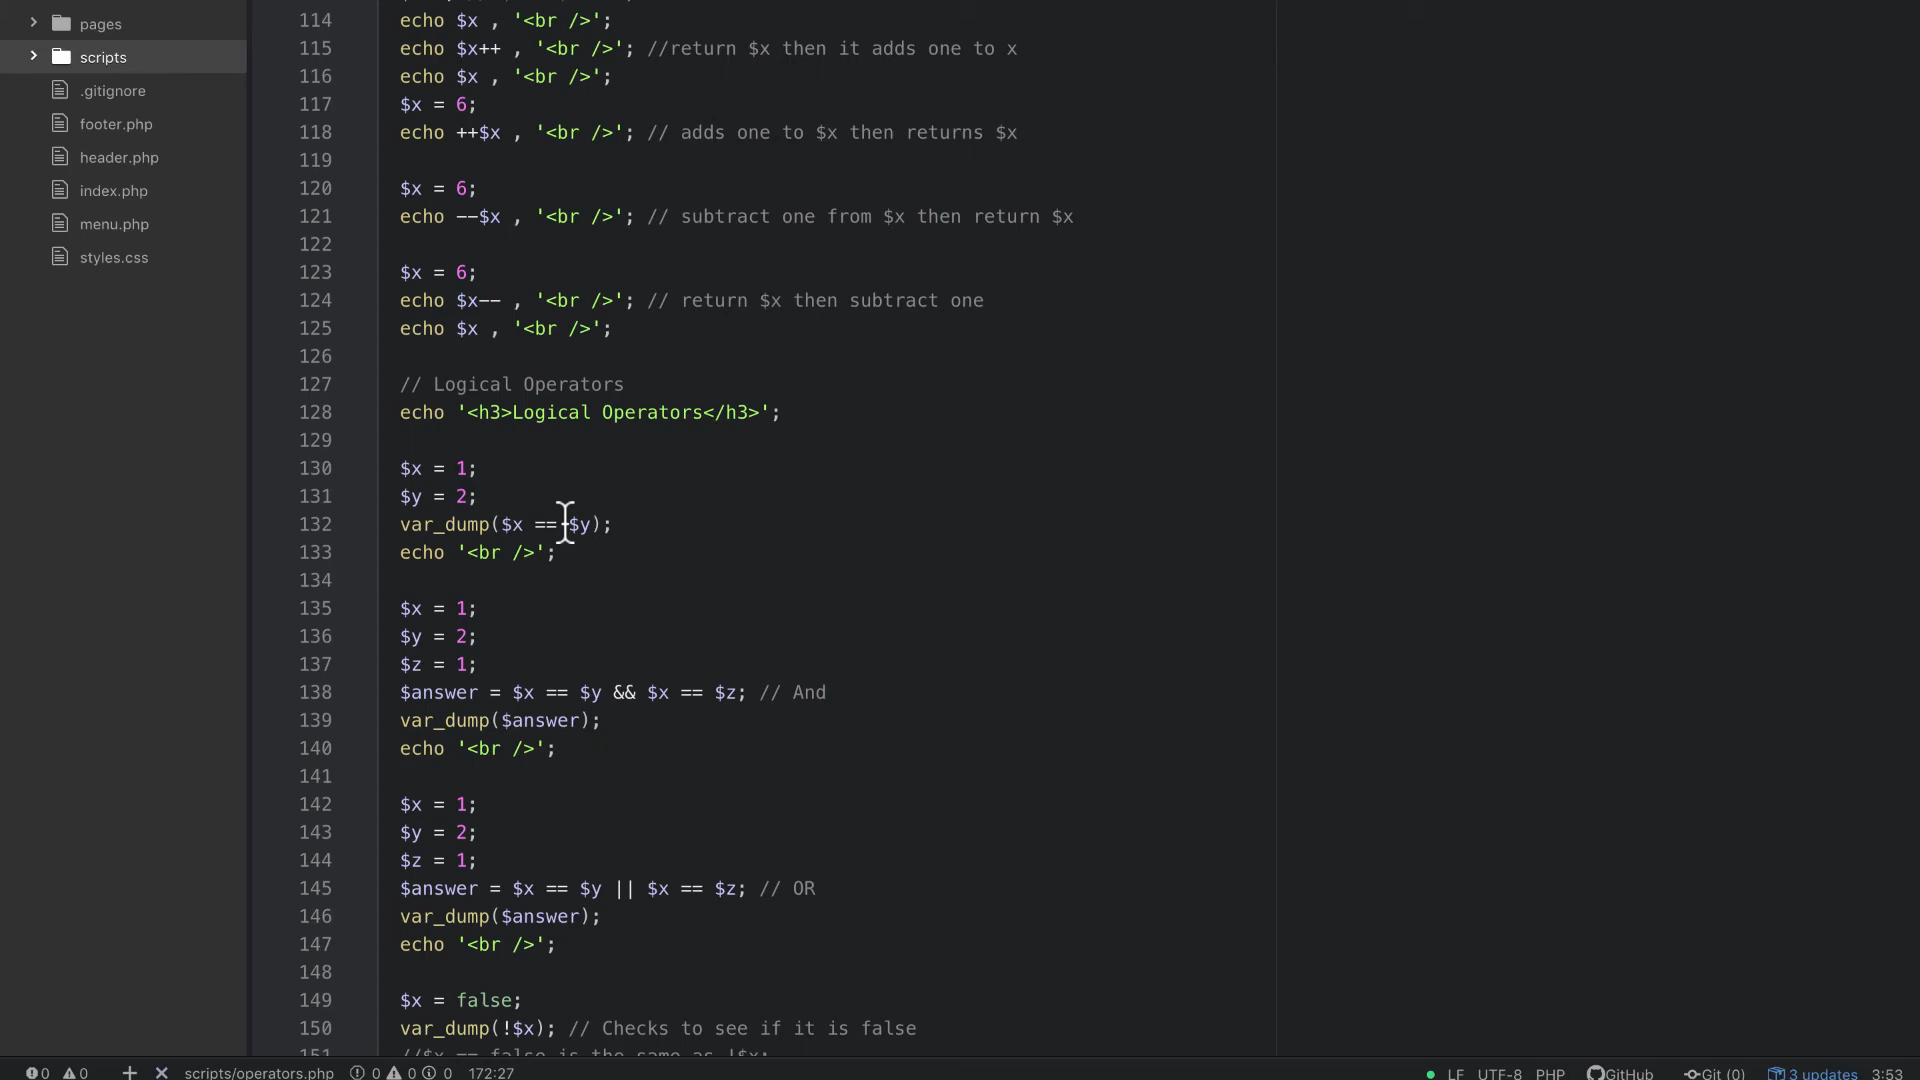 pages
scripts
.gitignore
footer.php
header.php
index.php
menu.php
styles.css
114 echo $x , '<br />';
115 echo $x++ , '<br />'; //return $x then it adds one to x
116 echo $x , '<br />';
117 $x = 6;
118 echo ++$x , '<br />'; // adds one to $x then returns $x
119
120 $x = 6;
121 echo --$x , '<br />'; // subtract one from $x then return $x
122
123 $x = 6;
124 echo $x-- , '<br />'; // return $x then subtract one
125 echo $x , '<br />';
126
127 // Logical Operators
128 echo '<h3>Logical Operators</h3>';
129
130 $x = 1;
131 $y = 2;
132 var_dump($x == $y);
133 echo '<br />';
134
135 $x = 1;
136 $y = 2;
137 $z = 1;
138 $answer = $x == $y && $x == $z; // And
139 var_dump($answer);
140 echo '<br />';
141
142 $x = 1;
143 $y = 2;
144 $z = 1;
145 $answer = $x == $y || $x == $z; // OR
146 var_dump($answer);
147 echo '<br />';
148
149 $x = false;
150 var_dump(!$x); // Checks to see if it is false
151 //$x == false is the same as !$x;
0 0 + × scripts/operators.php 0 0 0 172:27 LF UTF-8 PHP GitHub Git (0) 3 updates 3:53